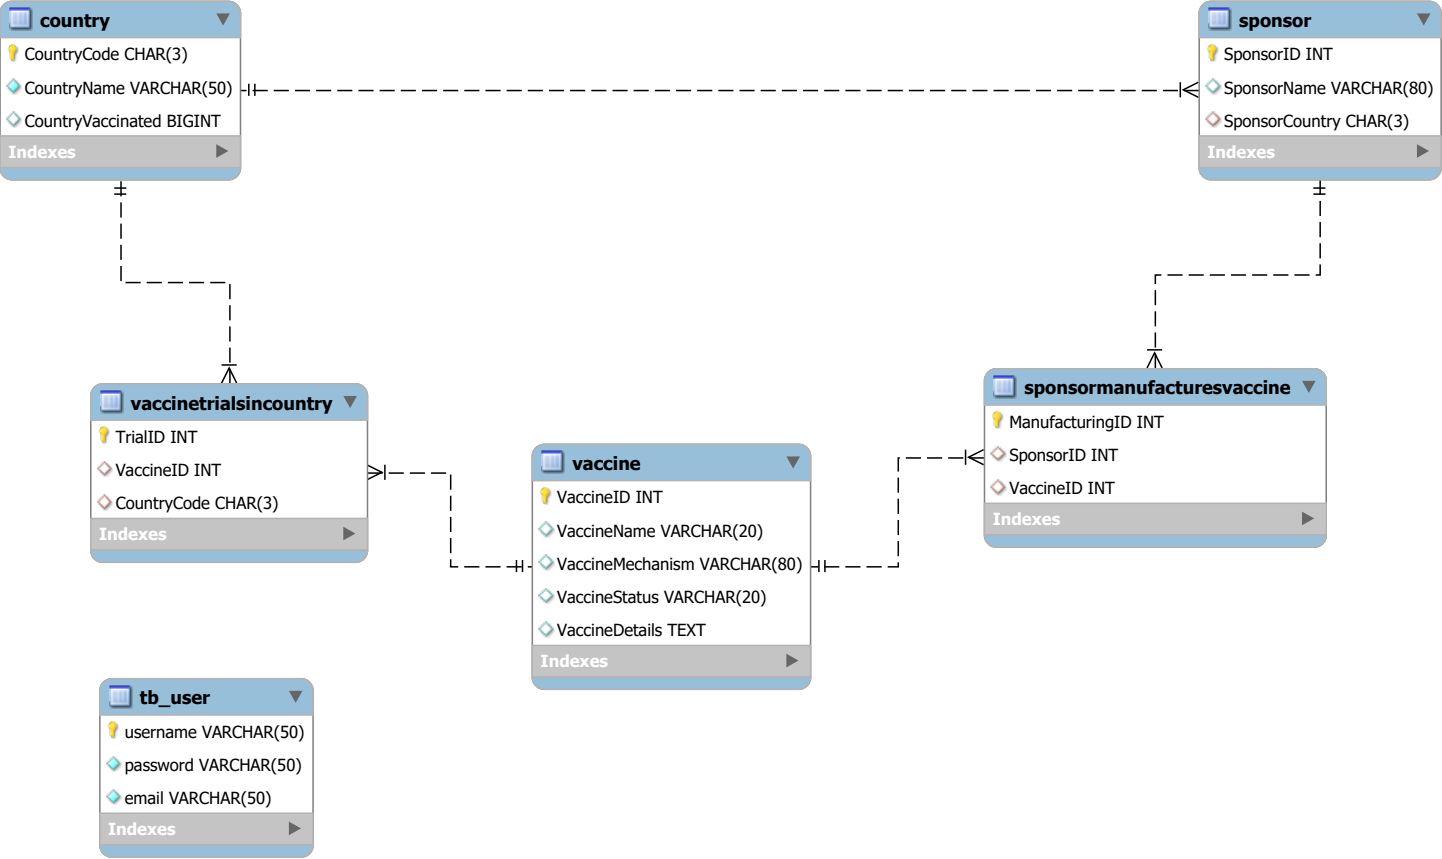 country
CountryCode CHAR(3)
CountryName VARCHAR(50)
CountryVaccinated BIGINT
Indexes
sponsor
SponsorID INT
SponsorName VARCHAR(80)
SponsorCountry CHAR(3)
Indexes
vaccinetrialsincountry
TrialID INT
VaccineID INT
CountryCode CHAR(3)
Indexes
vaccine
VaccineID INT
VaccineName VARCHAR(20)
VaccineMechanism VARCHAR(80)
VaccineStatus VARCHAR(20)
VaccineDetails TEXT
Indexes
sponsormanufacturesvaccine
ManufacturingID INT
SponsorID INT
VaccineID INT
Indexes
tb_user
username VARCHAR(50)
password VARCHAR(50)
email VARCHAR(50)
Indexes